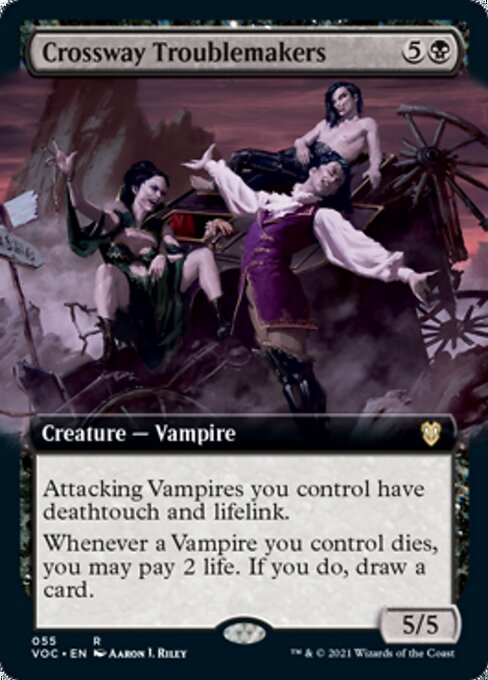 Crossway Troublemakers 5
Creature — Vampire
Attacking Vampires you control have
deathtouch and lifelink.
Whenever a Vampire you control dies,
you may pay 2 life. If you do, draw a
card.
5/5
055 R
VOC • EN Aaron J. Riley
™ & © 2021 Wizards of the Coast